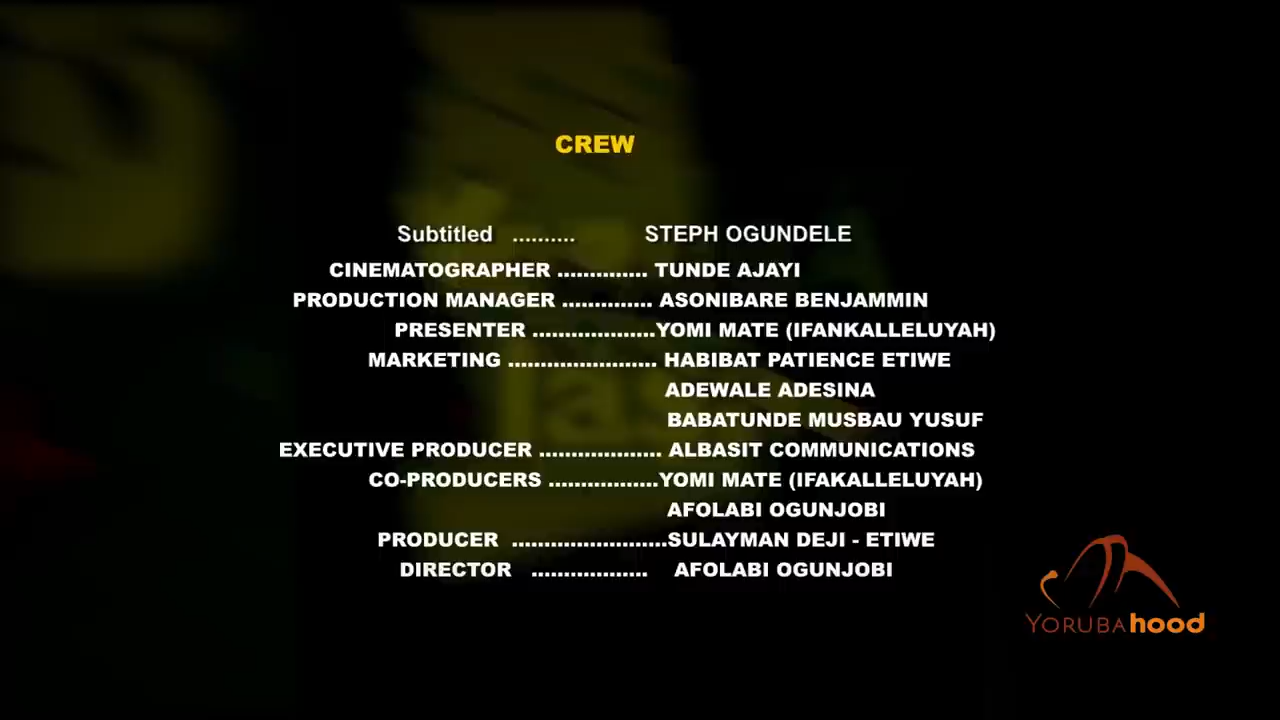 CREW
Subtitled .......... STEPH OGUNDELE
CINEMATOGRAPHER .............. TUNDE AJAYI
PRODUCTION MANAGER .............. ASONIBARE BENJAMMIN
PRESENTER ...................YOMI MATE (IFANKALLELUYAH)
MARKETING ....................... HABIBAT PATIENCE ETIWE
ADEWALE ADESINA
BABATUNDE MUSBAU YUSUF
EXECUTIVE PRODUCER ................... ALBASIT COMMUNICATIONS
CO-PRODUCERS .................YOMI MATE (IFAKALLELUYAH)
AFOLABI OGUNJOBI
PRODUCER ........................SULAYMAN DEJI - ETIWE
DIRECTOR .................. AFOLABI OGUNJOBI
YORUBAhood